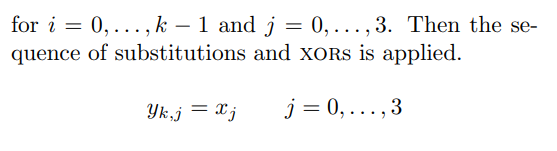 for i = 0, . . . , k − 1 and j = 0, . . . , 3. Then the se-
quence of substitutions and XORs is applied.
y_{k,j} = x_j j = 0, . . . , 3